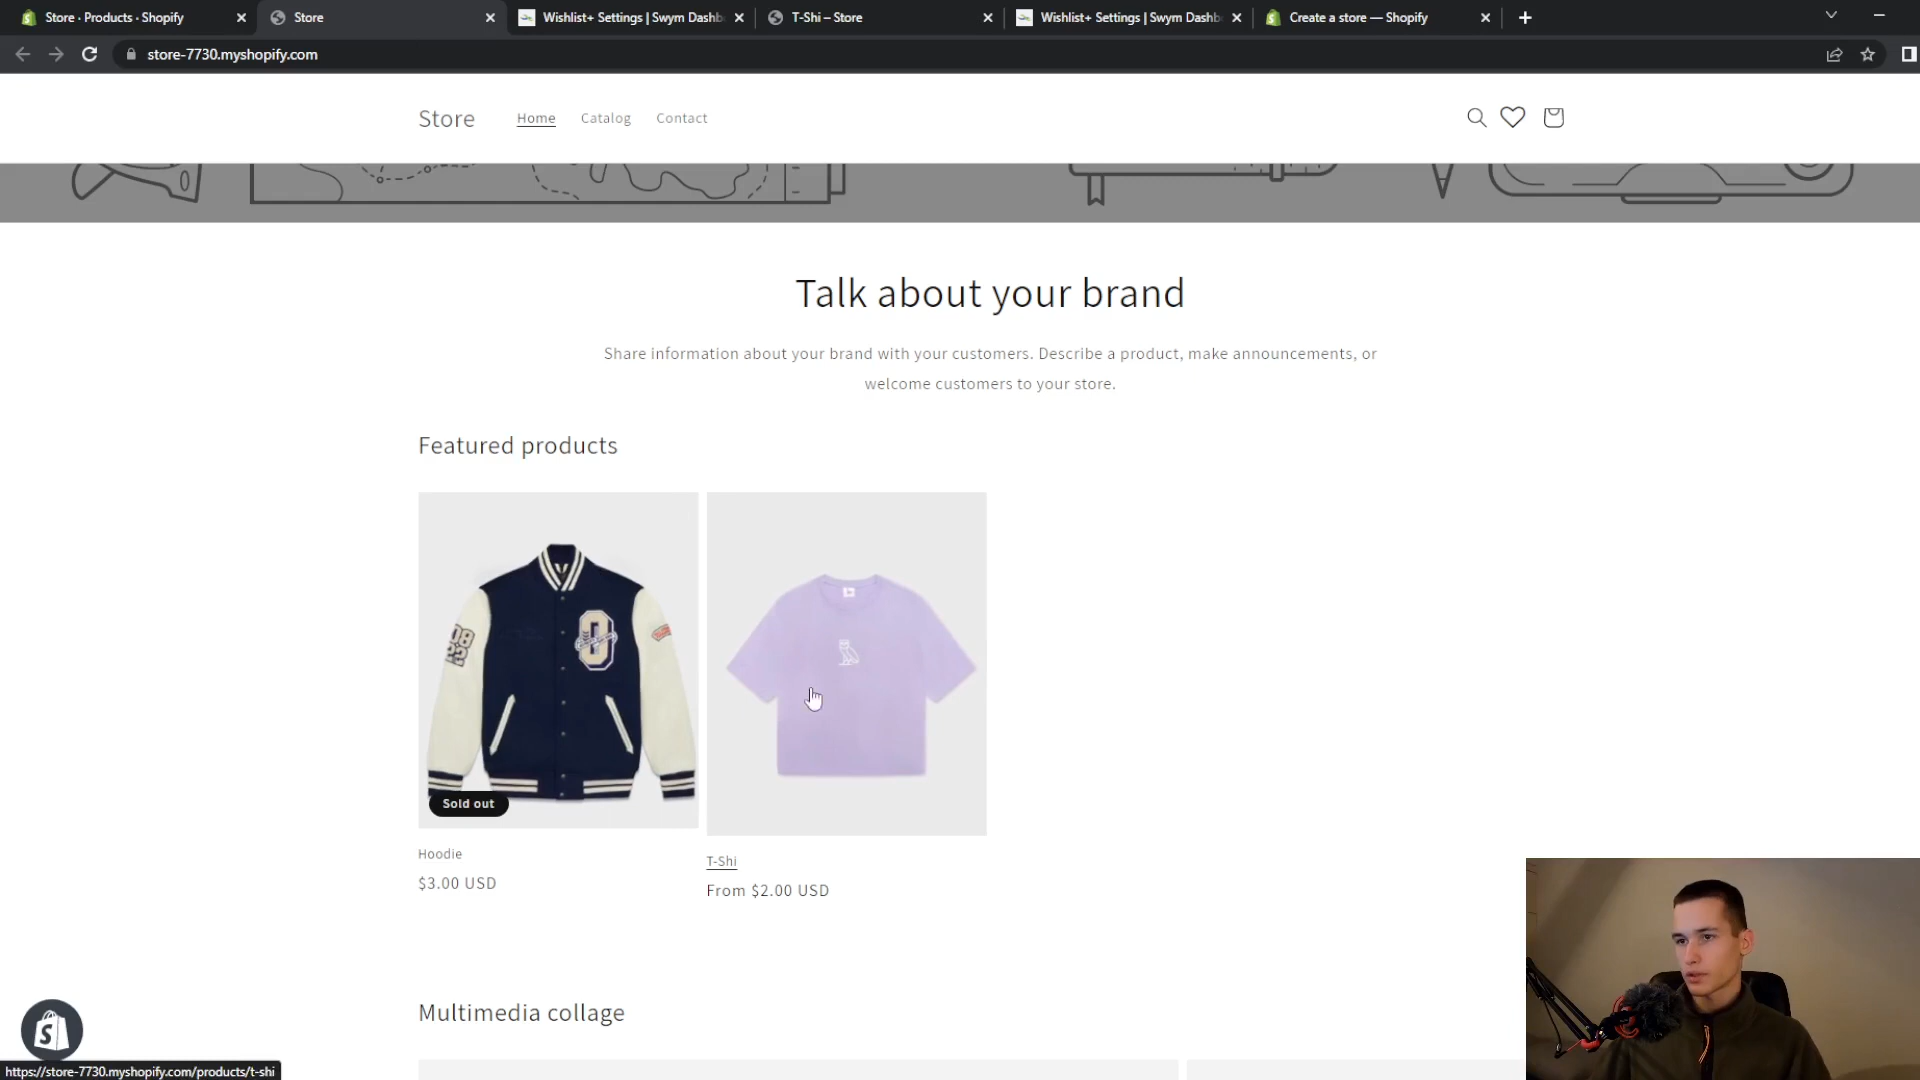 Store · Products · Shopify
Store
Wishlist+ Settings | Swym Dashb
T-Shi – Store
Wishlist+ Settings | Swym Dashb
Create a store — Shopify
store-7730.myshopify.com
Store
Home
Catalog
Contact
Talk about your brand
Share information about your brand with your customers. Describe a product, make announcements, or
welcome customers to your store.
Featured products
Sold out
Hoodie
$3.00 USD
T-Shi
From $2.00 USD
Multimedia collage
https://store-7730.myshopify.com/products/t-shi